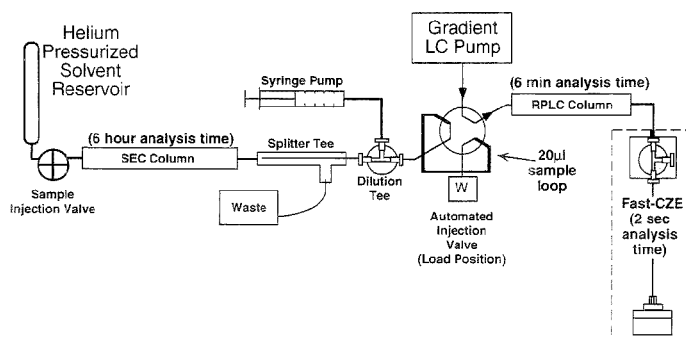 Helium
Pressurized
Solvent
Reservoir
Gradient
LC Pump
Syringe Pump
(6 min analysis time)
RPLC Column
(6 hour analysis time)
SEC Column
Splitter Tee
Dilution
Tee
20µl
sample
loop
Sample
Injection Valve
Waste
W
Automated
Injection
Valve
(Load Position)
Fast-CZE
(2 sec
analysis
time)